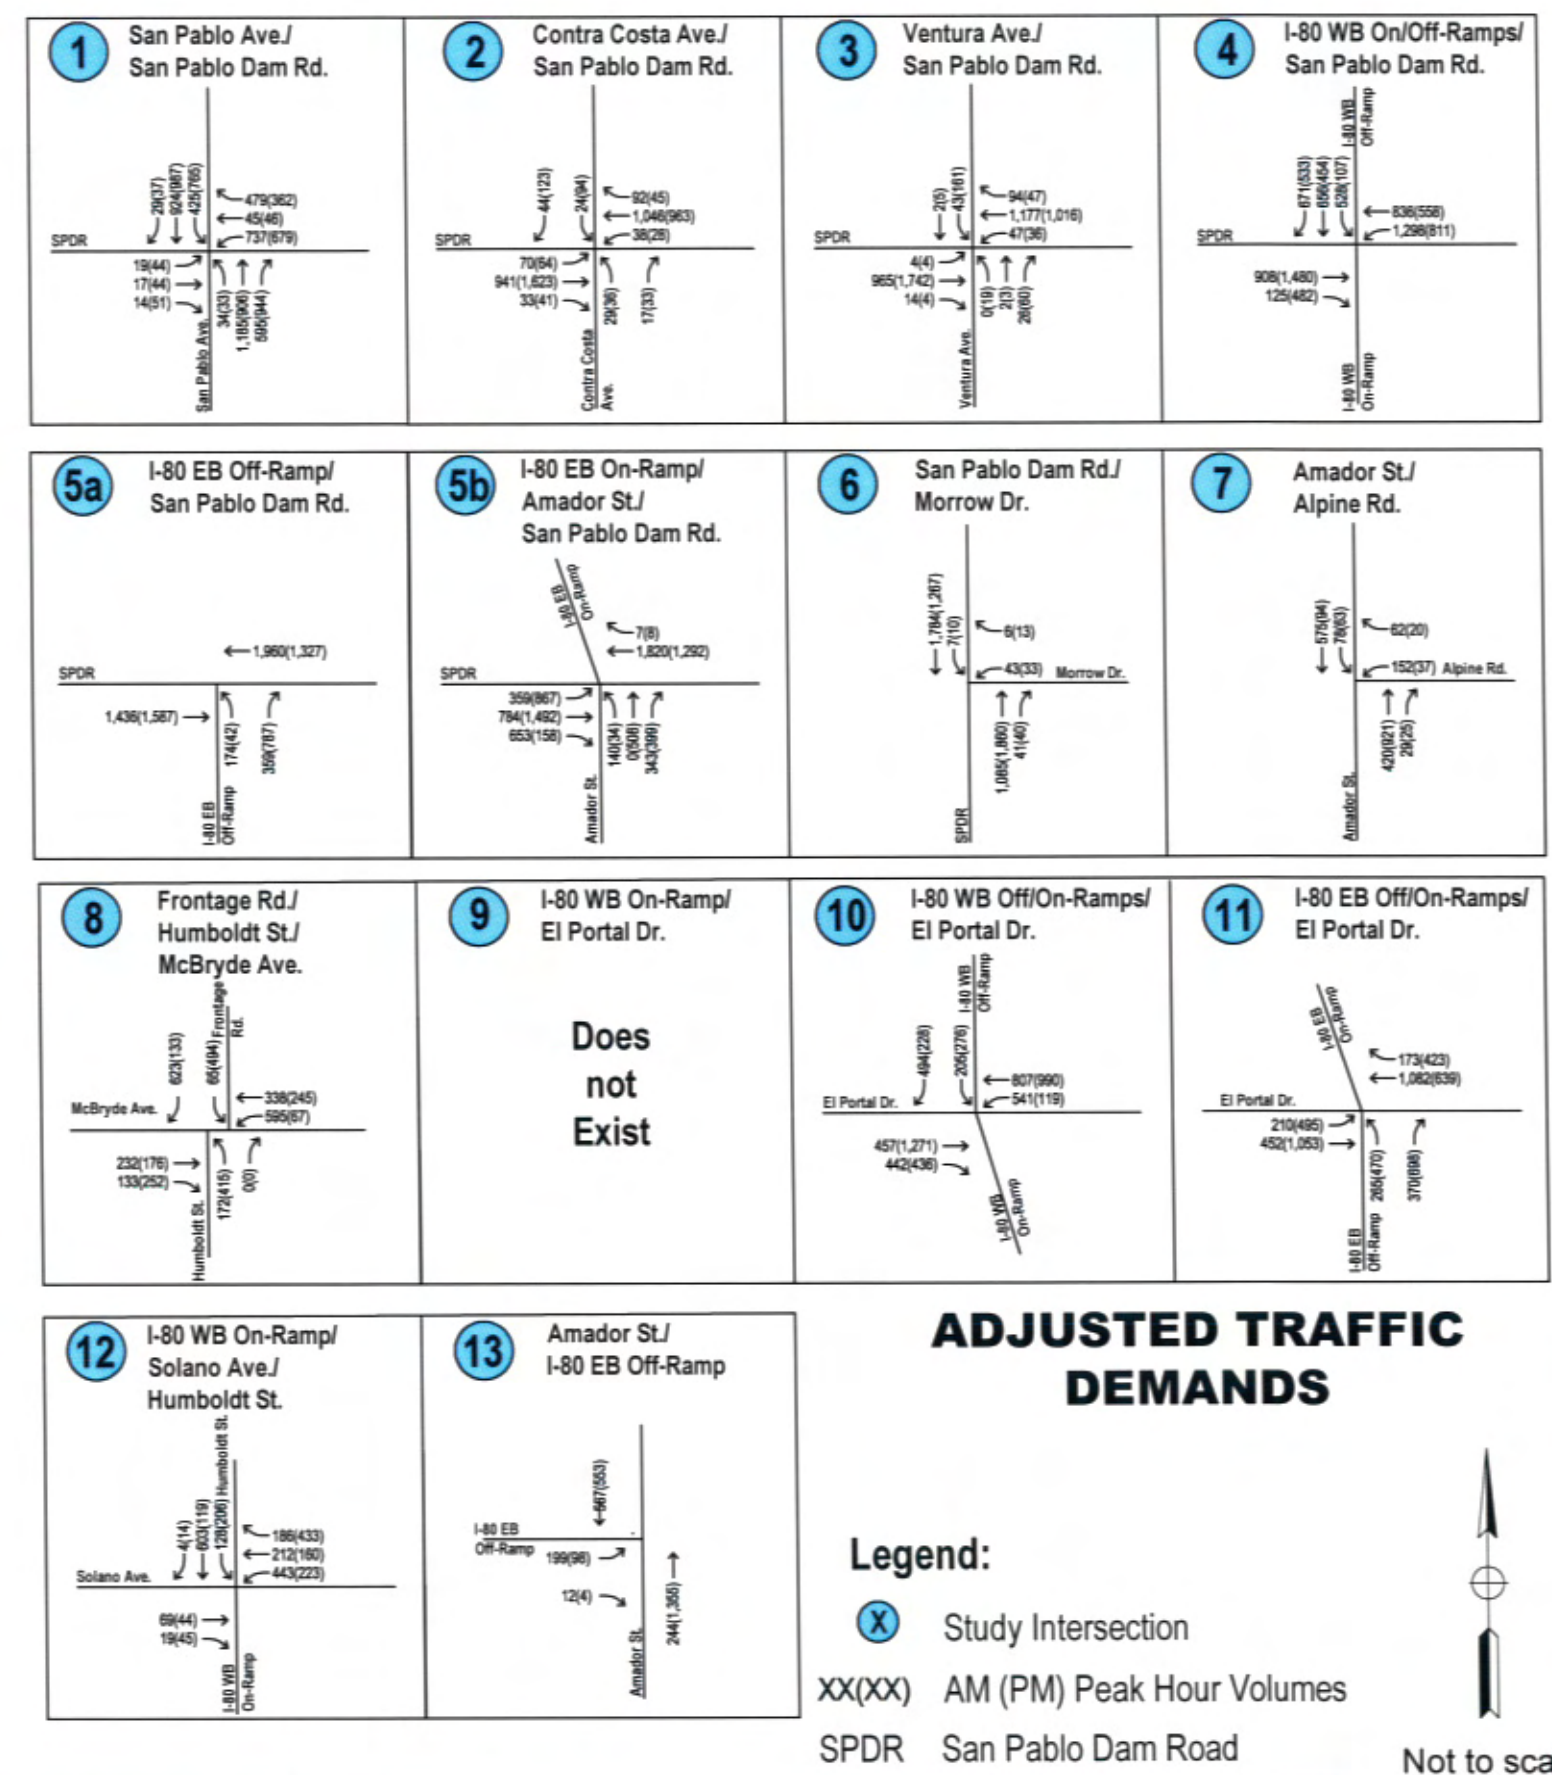 1
San Pablo Ave./
San Pablo Dam Rd.
29(37)
924(987)
425(765)
479(362)
45(46)
737(679)
SPDR
19(44)
17(44)
14(51)
34(33)
1,185(906)
595(944)
San Pablo Ave.
2
Contra Costa Ave./
San Pablo Dam Rd.
44(123)
24(94)
92(45)
1,046(963)
38(28)
SPDR
70(64)
941(1,623)
33(41)
29(36)
17(33)
Contra Costa
Ave.
3
Ventura Ave./
San Pablo Dam Rd.
2(5)
43(161)
94(47)
1,177(1,016)
47(36)
SPDR
4(4)
965(1,742)
14(4)
0(19)
2(3)
26(60)
Ventura Ave.
4
I-80 WB On/Off-Ramps/
San Pablo Dam Rd.
I-80 WB
Off-Ramp
671(533)
656(454)
528(107)
836(558)
1,298(811)
SPDR
908(1,480)
125(482)
I-80 WB
On-Ramp
5a
I-80 EB Off-Ramp/
San Pablo Dam Rd.
1,960(1,327)
SPDR
1,436(1,587)
174(42)
359(787)
I-80 EB
Off-Ramp
5b
I-80 EB On-Ramp/
Amador St./
San Pablo Dam Rd.
I-80 EB
On-Ramp
7(8)
1,820(1,292)
SPDR
359(867)
784(1,492)
653(158)
140(34)
0(508)
343(399)
Amador St.
6
San Pablo Dam Rd./
Morrow Dr.
1,784(1,267)
7(10)
6(13)
43(33) Morrow Dr.
1,085(1,860)
41(40)
SPDR
7
Amador St./
Alpine Rd.
575(94)
78(63)
62(20)
152(37) Alpine Rd.
420(921)
29(25)
Amador St.
8
Frontage Rd./
Humboldt St./
McBryde Ave.
Frontage
Rd.
623(133)
65(494)
338(245)
595(67)
McBryde Ave.
232(176)
133(252)
172(415)
0(0)
Humboldt St.
9
I-80 WB On-Ramp/
El Portal Dr.
Does
not
Exist
10
I-80 WB Off/On-Ramps/
El Portal Dr.
I-80 WB
Off-Ramp
494(228)
205(276)
807(990)
541(119)
El Portal Dr.
457(1,271)
442(436)
I-80 WB
On-Ramp
11
I-80 EB Off/On-Ramps/
El Portal Dr.
I-80 EB
On-Ramp
173(423)
1,082(639)
El Portal Dr.
210(495)
452(1,053)
265(470)
370(898)
I-80 EB
Off-Ramp
12
I-80 WB On-Ramp/
Solano Ave./
Humboldt St.
Humboldt St.
4(14)
603(119)
128(206)
186(433)
212(160)
443(223)
Solano Ave.
69(44)
19(45)
I-80 WB
On-Ramp
13
Amador St./
I-80 EB Off-Ramp
567(553)
I-80 EB
Off-Ramp
199(98)
12(4)
244(1,356)
Amador St.
ADJUSTED TRAFFIC
DEMANDS
Legend:
X Study Intersection
XX(XX) AM (PM) Peak Hour Volumes
SPDR San Pablo Dam Road
Not to sca